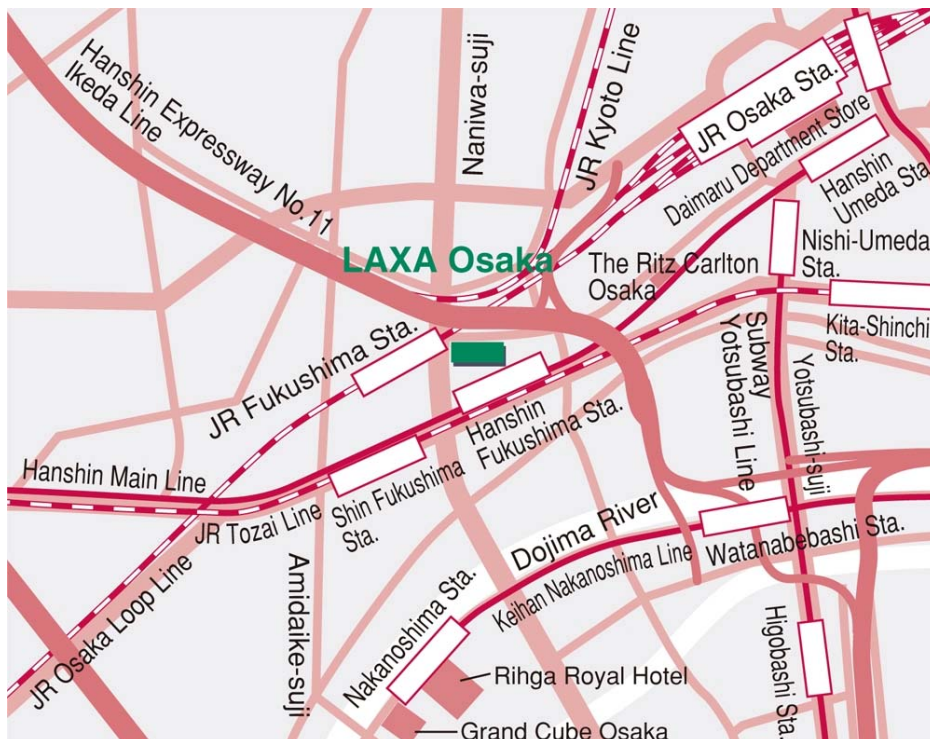 Hanshin Expressway No.11
Ikeda Line
Naniwa-suji
JR Kyoto Line
JR Osaka Sta.
Daimaru Department Store
Hanshin
Umeda Sta.
LAXA Osaka
The Ritz Carlton
Osaka
Nishi-Umeda
Sta.
Kita-Shinchi
Sta.
JR Fukushima Sta.
Hanshin
Fukushima Sta.
Subway
Yotsubashi Line
Yotsubashi-suji
Hanshin Main Line
JR Tozai Line
Shin Fukushima
Sta.
Dojima River
Watanabebashi Sta.
Keihan Nakanoshima Line
JR Osaka Loop Line
Amidaike-suji
Nakanoshima Sta.
Higobashi Sta.
Rihga Royal Hotel
Grand Cube Osaka